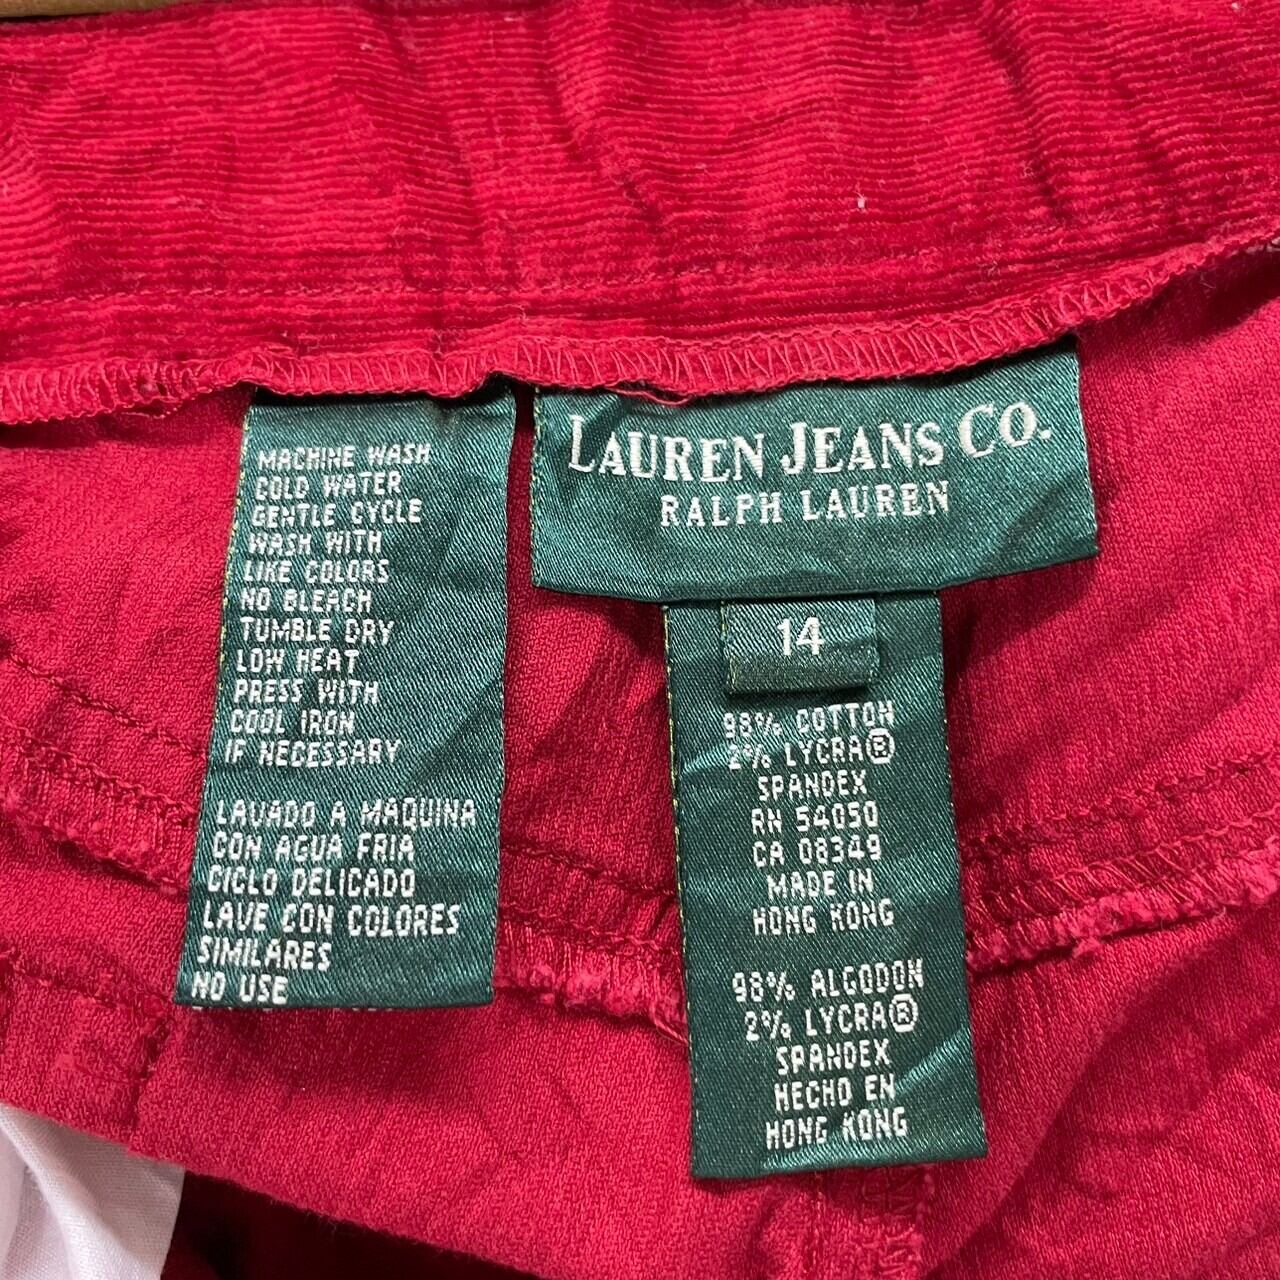 MACHINE WASH
COLD WATER
GENTLE CYCLE
WASH WITH
LIKE COLORS
NO BLEACH
TUMBLE DRY
LOW HEAT
PRESS WITH
COOL IRON
IF NECESSARY
LAVADO A MAQUINA
CON AGUA FRIA
CICLO DELICADO
LAVE CON COLORES
SIMILARES
NO USE
LAUREN JEANS CO.
RALPH LAUREN
14
98% COTTON
2% LYCRA®
SPANDEX
RN 54050
CA 08349
MADE IN
HONG KONG
98% ALGODON
2% LYCRA®
SPANDEX
HECHO EN
HONG KONG